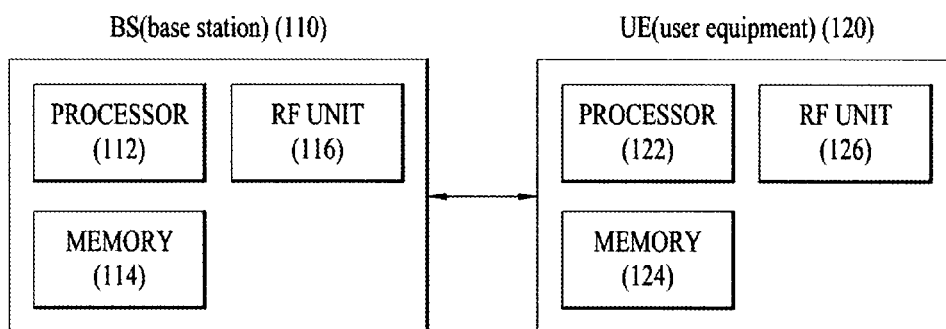 BS(base station) (110)
UE(user equipment) (120)
PROCESSOR
(112)
RF UNIT
(116)
MEMORY
(114)
PROCESSOR
(122)
RF UNIT
(126)
MEMORY
(124)